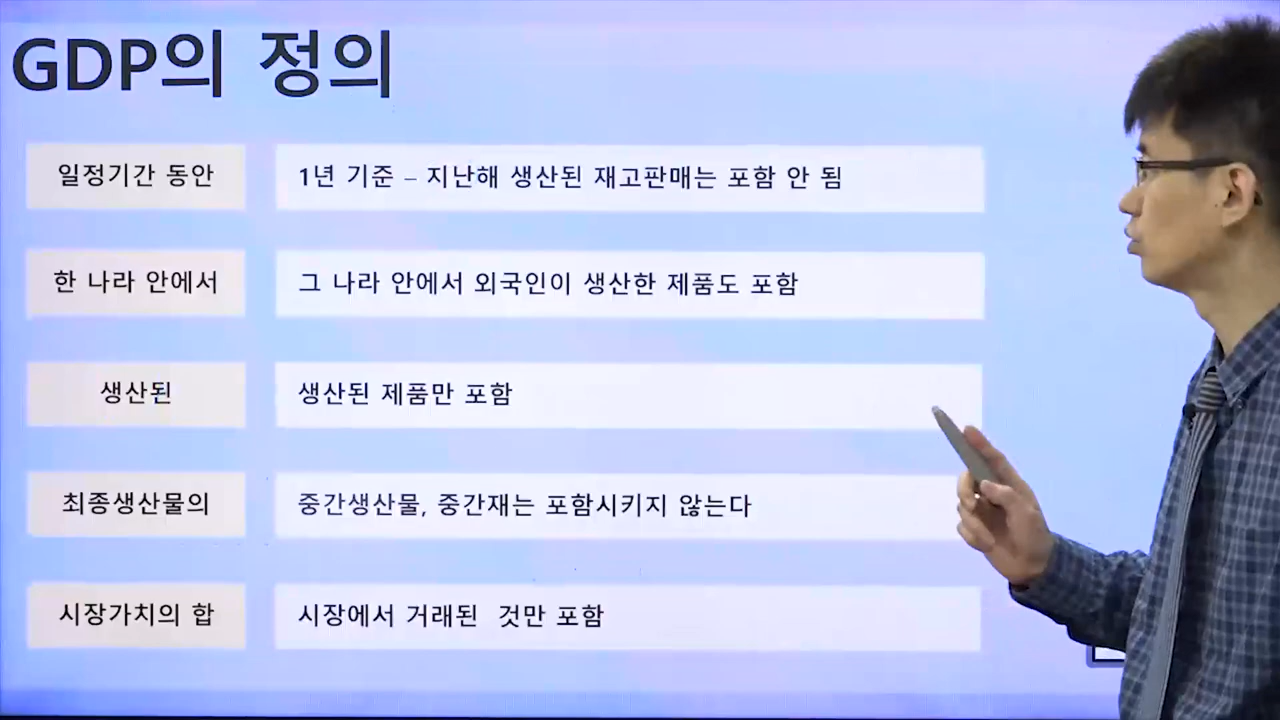 GDP의 정의
일정기간 동안
1년 기준 – 지난해 생산된 재고판매는 포함 안 됨
한 나라 안에서
그 나라 안에서 외국인이 생산한 제품도 포함
생산된
생산된 제품만 포함
최종생산물의
중간생산물, 중간재는 포함시키지 않는다
시장가치의 합
시장에서 거래된 것만 포함